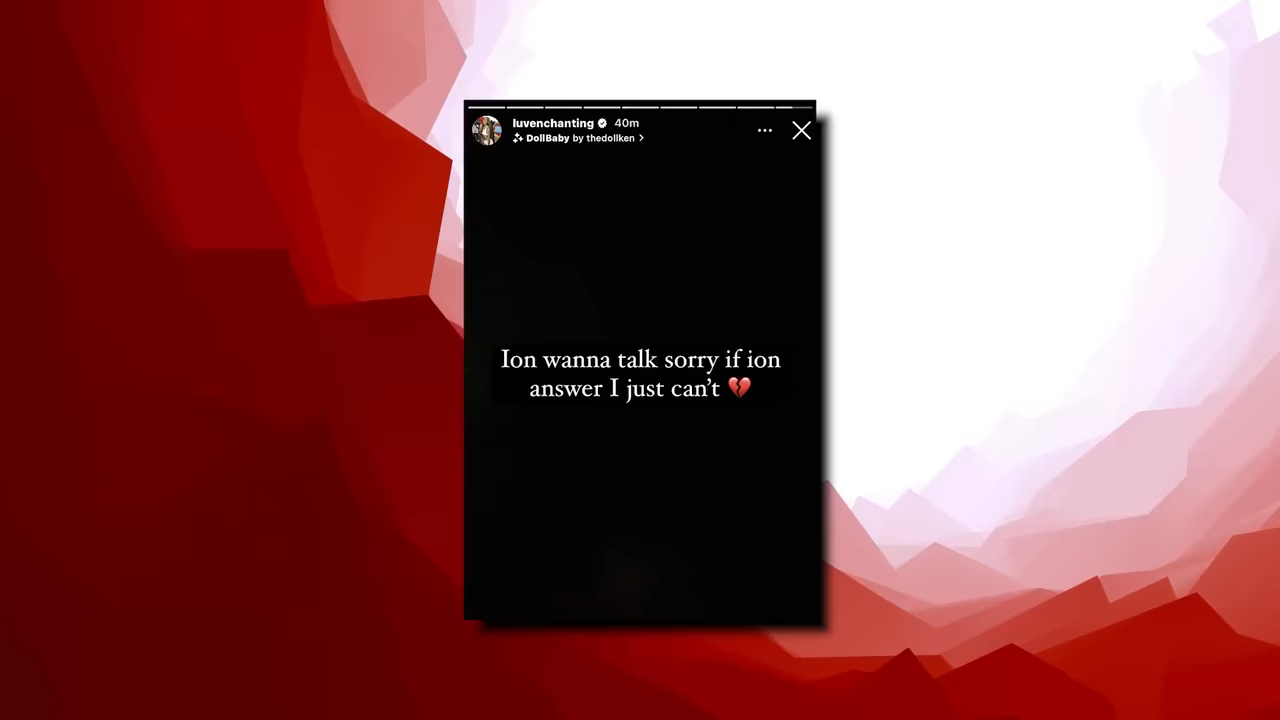 luvenchanting 40m
DollBaby by thedollken
Ion wanna talk sorry if ion
answer I just can’t 💔